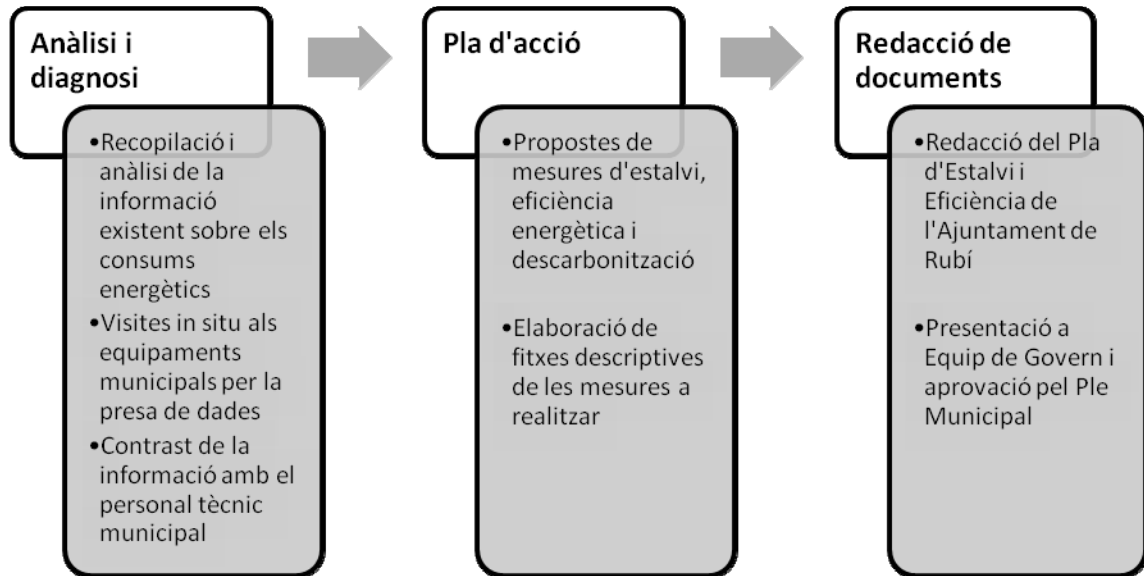 Anàlisi i
diagnosi
•Recopilació i
anàlisi de la
informació
existent sobre els
consums
energètics
•Visites in situ als
equipaments
municipals per la
presa de dades
•Contrast de la
informació amb el
personal tècnic
municipal
Pla d'acció
•Propostes de
mesures d'estalvi,
eficiència
energètica i
descarbonització
•Elaboració de
fitxes descriptives
de les mesures a
realitzar
Redacció de
documents
•Redacció del Pla
d'Estalvi i
Eficiència de
l'Ajuntament de
Rubí
•Presentació a
Equip de Govern i
aprovació pel Ple
Municipal